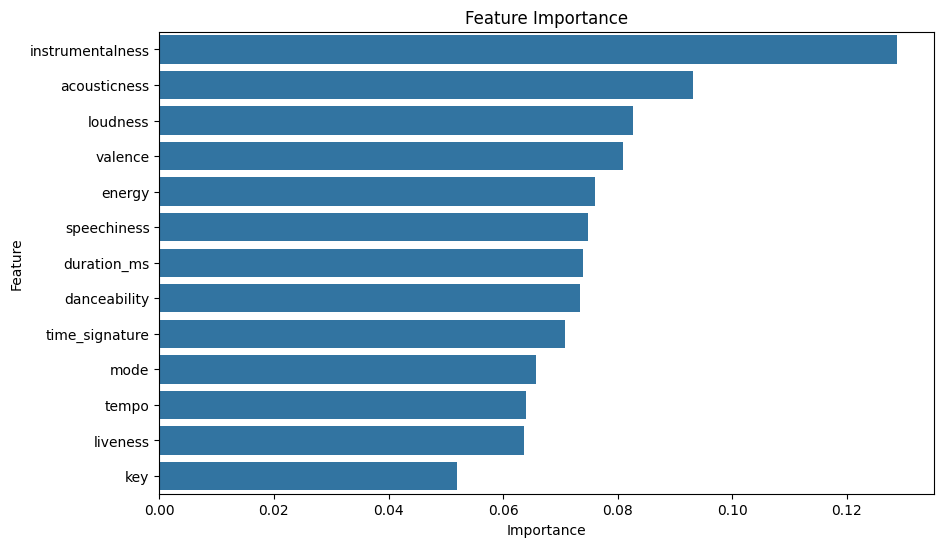 Feature Importance
instrumentalness
acousticness
loudness
valence
energy
speechiness
duration_ms
danceability
time_signature
mode
tempo
liveness
key
Feature
0.00 0.02 0.04 0.06 0.08 0.10 0.12
Importance